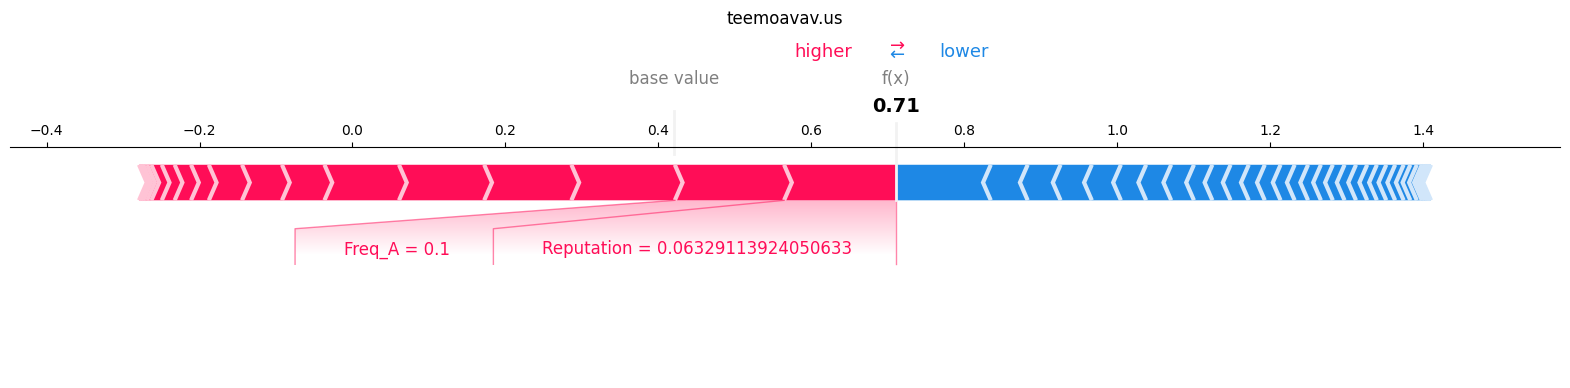 teemoavav.us
higher ⇄ lower
base value f(x)
0.71
−0.4 −0.2 0.0 0.2 0.4 0.6 0.8 1.0 1.2 1.4
Freq_A = 0.1 Reputation = 0.06329113924050633